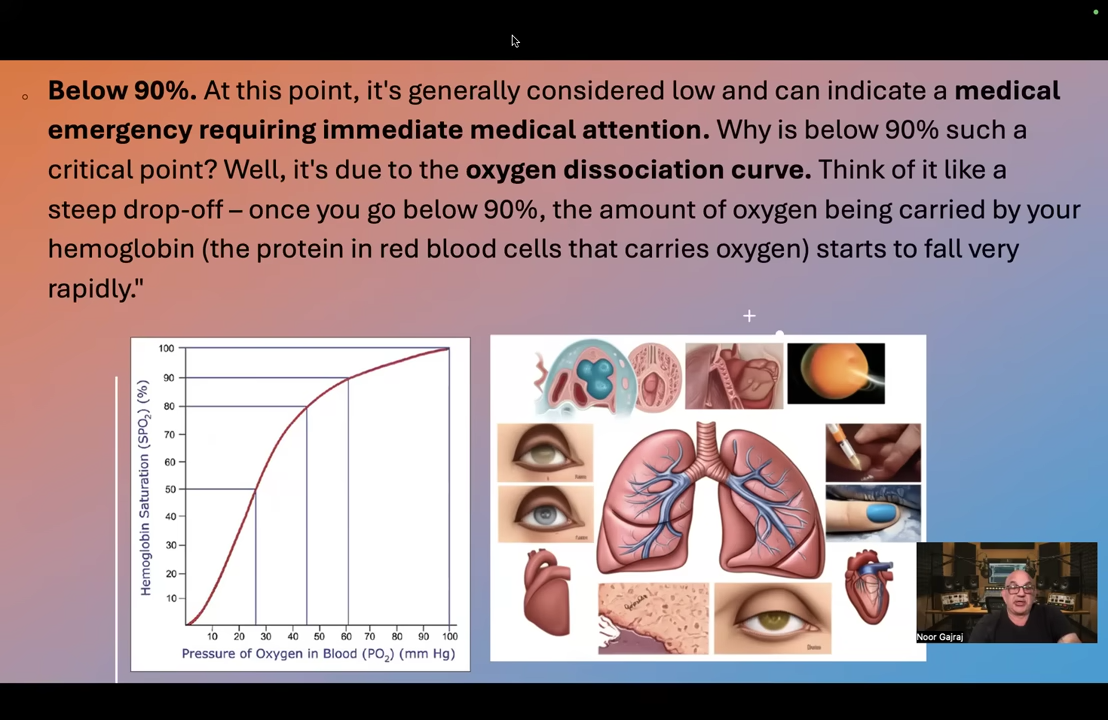 Below 90%. At this point, it's generally considered low and can indicate a medical
emergency requiring immediate medical attention. Why is below 90% such a
critical point? Well, it's due to the oxygen dissociation curve. Think of it like a
steep drop-off – once you go below 90%, the amount of oxygen being carried by your
hemoglobin (the protein in red blood cells that carries oxygen) starts to fall very
rapidly."
Hemoglobin Saturation (SPO2) (%)
100
90
80
70
60
50
40
30
20
10
10 20 30 40 50 60 70 80 90 100
Pressure of Oxygen in Blood (PO2) (mm Hg)
Noor Gajraj